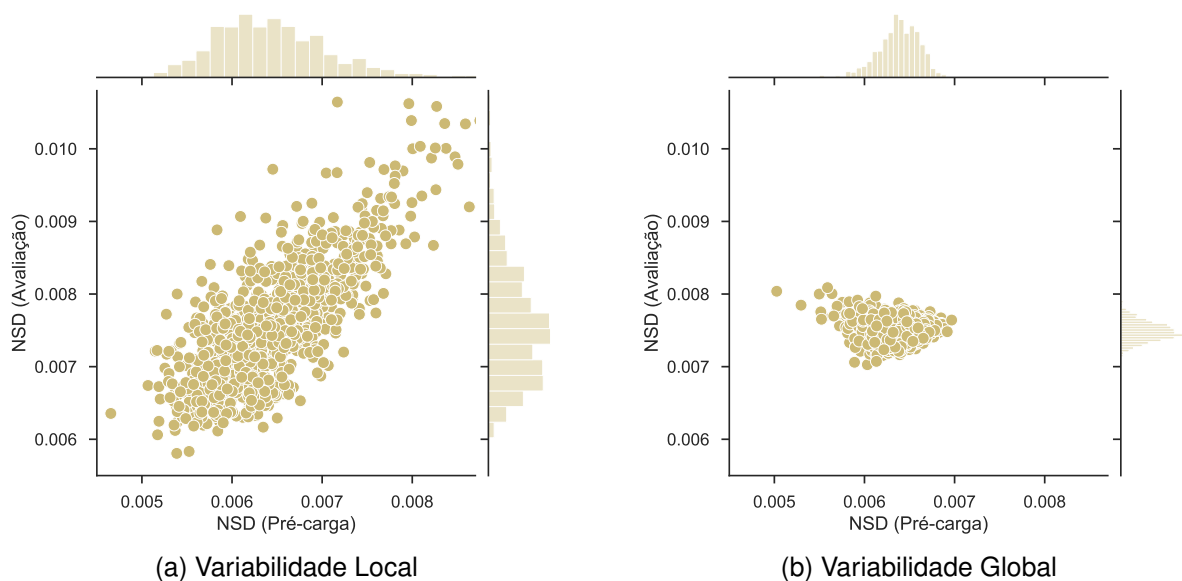 0.010
0.009
0.008
0.007
0.006
NSD (Avaliação)
0.005 0.006 0.007 0.008
NSD (Pré-carga)
(a) Variabilidade Local
0.010
0.009
0.008
0.007
0.006
NSD (Avaliação)
0.005 0.006 0.007 0.008
NSD (Pré-carga)
(b) Variabilidade Global